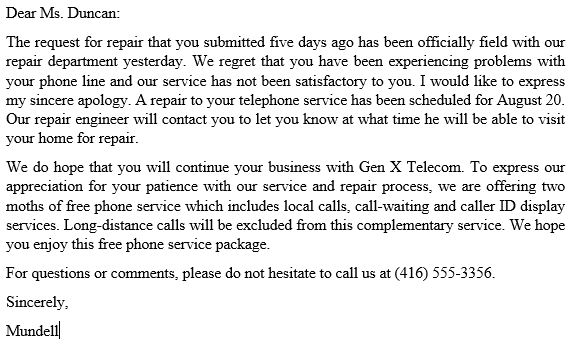 Dear Ms. Duncan:
The request for repair that you submitted five days ago has been officially field with our
repair department yesterday. We regret that you have been experiencing problems with
your phone line and our service has not been satisfactory to you. I would like to express
my sincere apology. A repair to your telephone service has been scheduled for August 20.
Our repair engineer will contact you to let you know at what time he will be able to visit
your home for repair.
We do hope that you will continue your business with Gen X Telecom. To express our
appreciation for your patience with our service and repair process, we are offering two
moths of free phone service which includes local calls, call-waiting and caller ID display
services. Long-distance calls will be excluded from this complementary service. We hope
you enjoy this free phone service package.
For questions or comments, please do not hesitate to call us at (416) 555-3356.
Sincerely,
Mundell